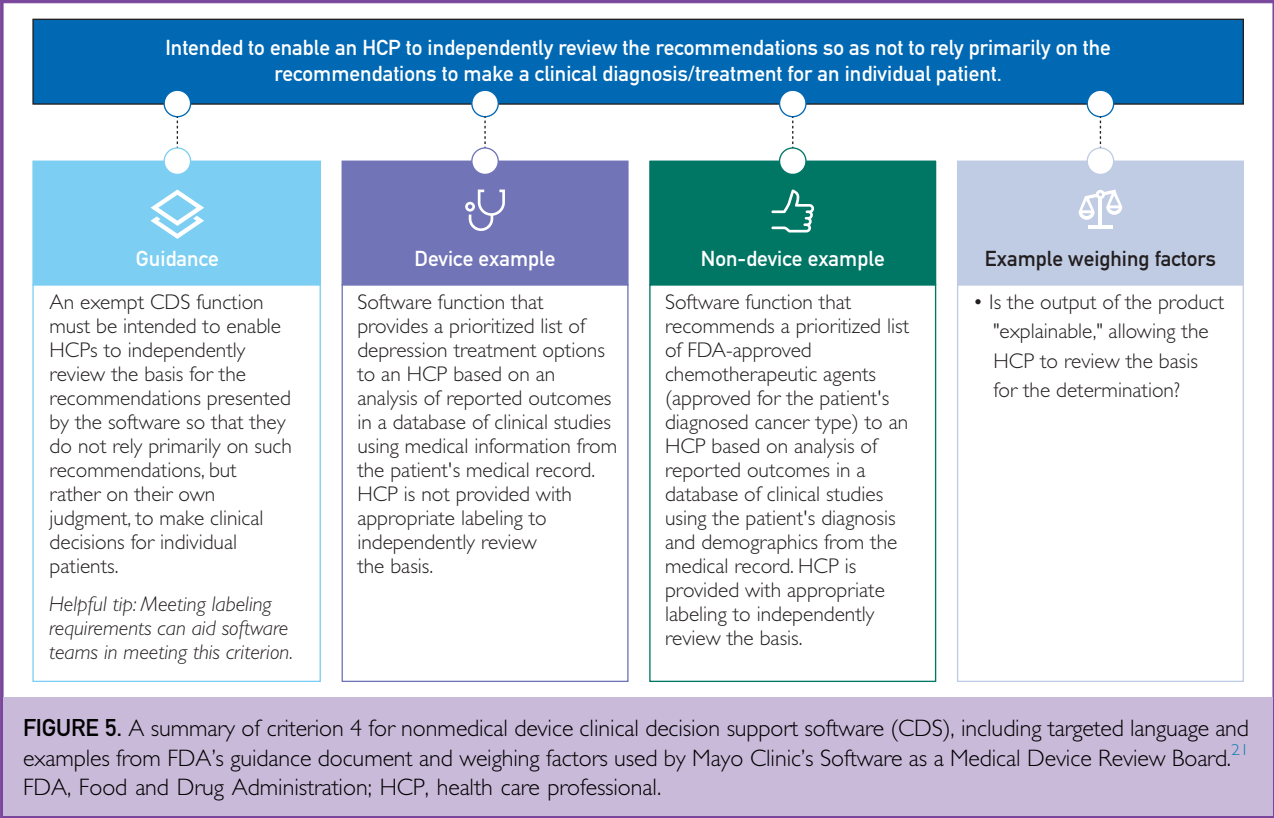 Intended to enable an HCP to independently review the recommendations so as not to rely primarily on the
recommendations to make a clinical diagnosis/treatment for an individual patient.
Guidance
An exempt CDS function
must be intended to enable
HCPs to independently
review the basis for the
recommendations presented
by the software so that they
do not rely primarily on such
recommendations, but
rather on their own
judgment, to make clinical
decisions for individual
patients.
Helpful tip: Meeting labeling
requirements can aid software
teams in meeting this criterion.
Device example
Software function that
provides a prioritized list of
depression treatment options
to an HCP based on an
analysis of reported outcomes
in a database of clinical studies
using medical information from
the patient's medical record.
HCP is not provided with
appropriate labeling to
independently review
the basis.
Non-device example
Software function that
recommends a prioritized list
of FDA-approved
chemotherapeutic agents
(approved for the patient's
diagnosed cancer type) to an
HCP based on analysis of
reported outcomes in a
database of clinical studies
using the patient's diagnosis
and demographics from the
medical record. HCP is
provided with appropriate
labeling to independently
review the basis.
Example weighing factors
• Is the output of the product
"explainable," allowing the
HCP to review the basis
for the determination?
FIGURE 5. A summary of criterion 4 for nonmedical device clinical decision support software (CDS), including targeted language and
examples from FDA's guidance document and weighing factors used by Mayo Clinic's Software as a Medical Device Review Board.21
FDA, Food and Drug Administration; HCP, health care professional.